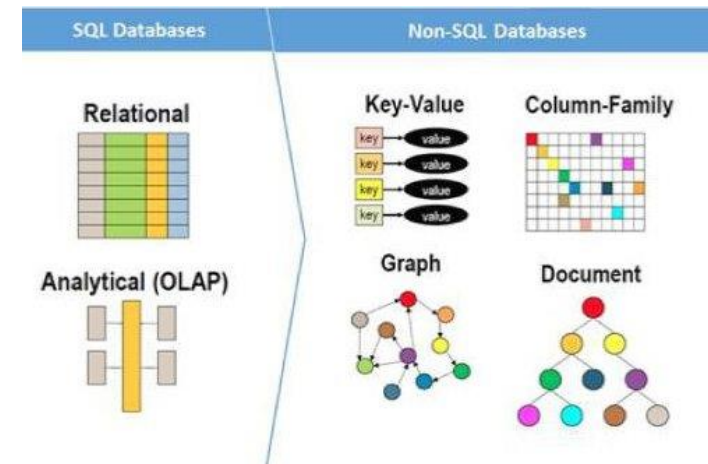 SQL Databases
Non-SQL Databases
Relational
Analytical (OLAP)
Key-Value
key
value
key
value
key
value
key
value
Column-Family
Graph
Document